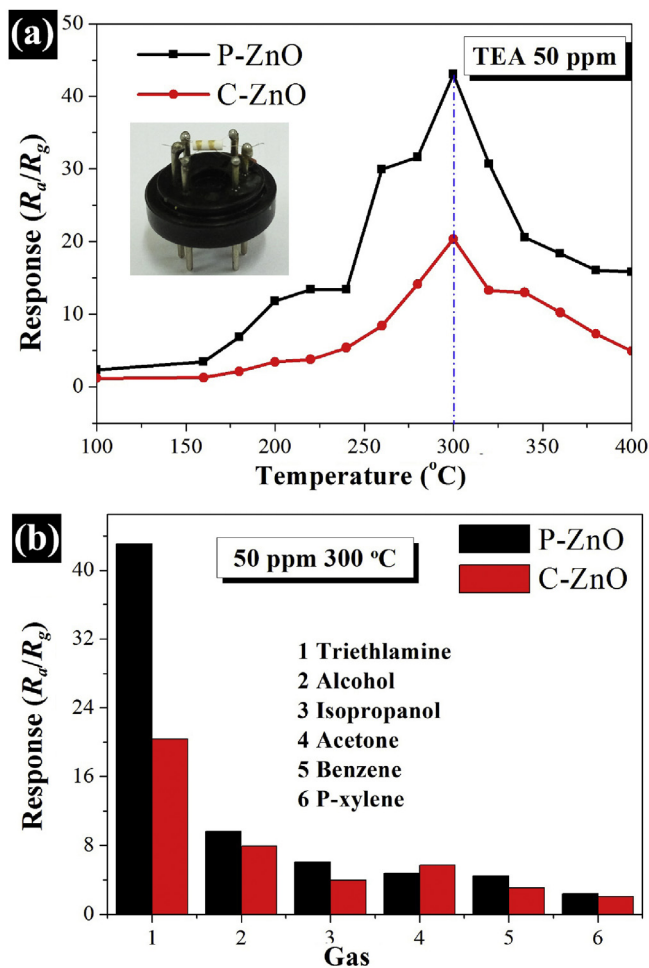 (a)
50
40
30
20
10
0
P-ZnO
C-ZnO
TEA 50 ppm
Response (Ra/Rg)
100 150 200 250 300 350 400
Temperature (°C)
(b)
40
32
24
16
8
0
50 ppm 300 °C
P-ZnO
C-ZnO
1 Triethlamine
2 Alcohol
3 Isopropanol
4 Acetone
5 Benzene
6 P-xylene
Response (Ra/Rg)
1 2 3 4 5 6
Gas